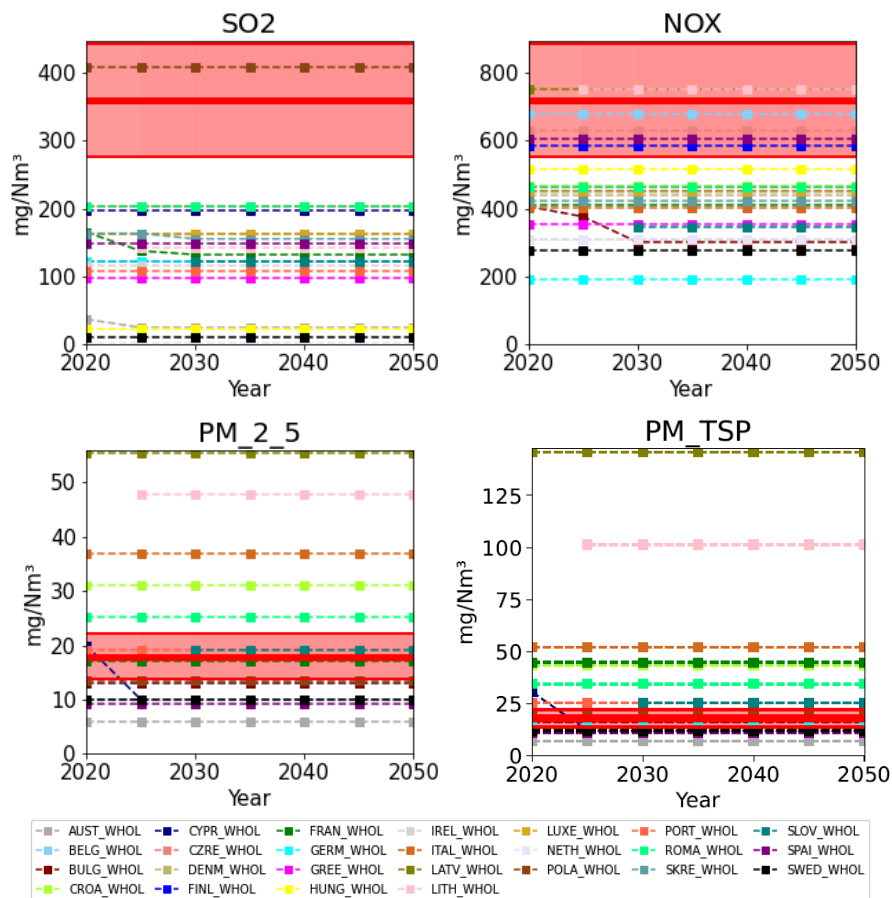 SO2
NOX
mg/Nm³
400
300
200
100
0
2020
2030
2040
2050
Year
mg/Nm³
800
600
400
200
0
2020
2030
2040
2050
Year
PM_2_5
PM_TSP
mg/Nm³
50
40
30
20
10
0
2020
2030
2040
2050
Year
mg/Nm³
125
100
75
50
25
0
2020
2030
2040
2050
Year
AUST_WHOL CYPR_WHOL FRAN_WHOL IREL_WHOL LUXE_WHOL PORT_WHOL SLOV_WHOL
BELG_WHOL CZRE_WHOL GERM_WHOL ITAL_WHOL NETH_WHOL ROMA_WHOL SPAI_WHOL
BULG_WHOL DENM_WHOL GREE_WHOL LATV_WHOL POLA_WHOL SKRE_WHOL SWED_WHOL
CROA_WHOL FINL_WHOL HUNG_WHOL LITH_WHOL